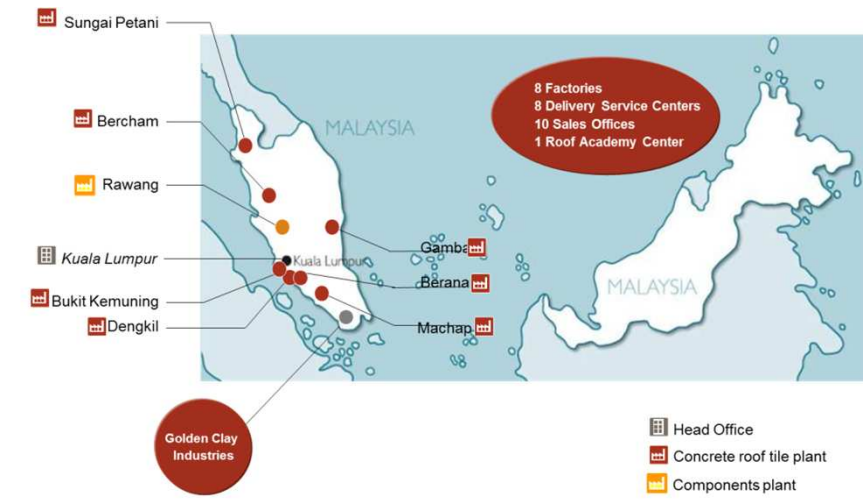 Sungai Petani
Bercham
Rawang
Kuala Lumpur
Bukit Kemuning
Dengkil
MALAYSIA
Kuala Lumpur
8 Factories
8 Delivery Service Centers
10 Sales Offices
1 Roof Academy Center
Gamba
Berana
Machap
MALAYSIA
Golden Clay
Industries
Head Office
Concrete roof tile plant
Components plant